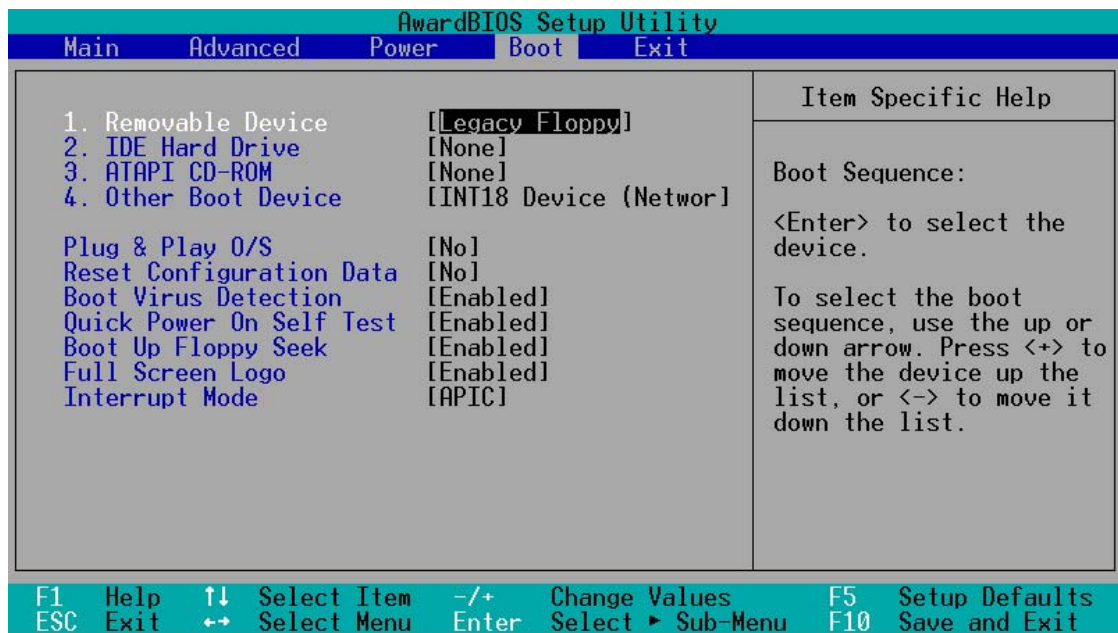 AwardBIOS Setup Utility
Main Advanced Power Boot Exit
1. Removable Device [Legacy Floppy]
2. IDE Hard Drive [None]
3. ATAPI CD-ROM [None]
4. Other Boot Device [INT18 Device (Networ]
Plug & Play O/S [No]
Reset Configuration Data [No]
Boot Virus Detection [Enabled]
Quick Power On Self Test [Enabled]
Boot Up Floppy Seek [Enabled]
Full Screen Logo [Enabled]
Interrupt Mode [APIC]
Item Specific Help
Boot Sequence:
<Enter> to select the
device.
To select the boot
sequence, use the up or
down arrow. Press <+> to
move the device up the
list, or <-> to move it
down the list.
F1 Help ↑↓ Select Item -/+ Change Values F5 Setup Defaults
ESC Exit ←→ Select Menu Enter Select ► Sub-Menu F10 Save and Exit